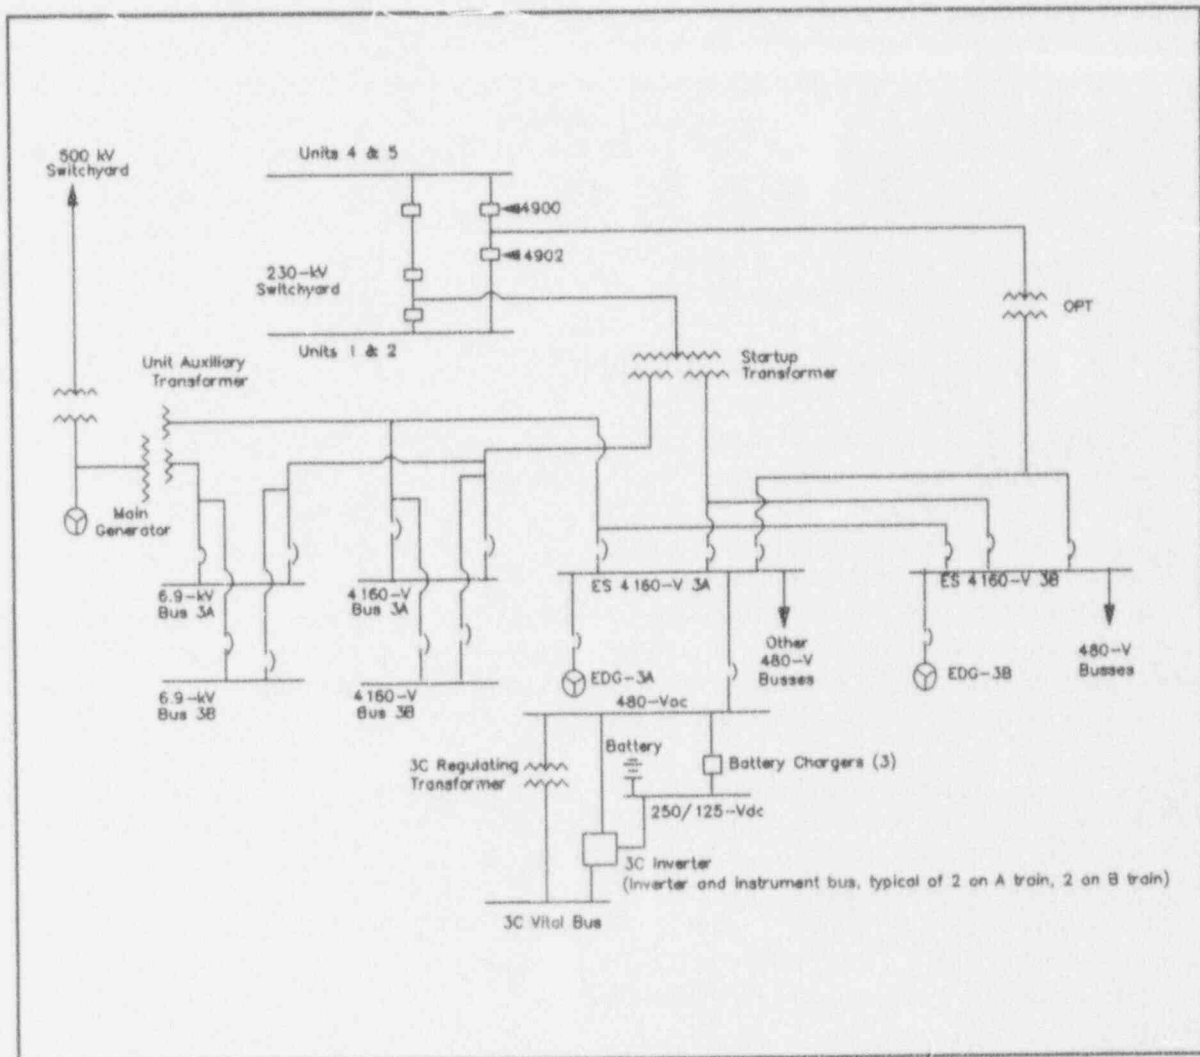 500 kV
Switchyard
Units 4 & 5
4900
4902
230-kV
Switchyard
Units 1 & 2
OPT
Unit Auxiliary
Transformer
Startup
Transformer
Main
Generator
6.9-kV
Bus 3A
4160-V
Bus 3A
ES 4160-V 3A
ES 4160-V 3B
Other
480-V
Busses
480-V
Busses
EDG-3A
EDG-3B
6.9-kV
Bus 3B
4160-V
Bus 3B
480-Vac
3C Regulating
Transformer
Battery
Battery Chargers (3)
250/125-Vdc
3C Inverter
(Inverter and instrument bus, typical of 2 on A train, 2 on B train)
3C Vital Bus